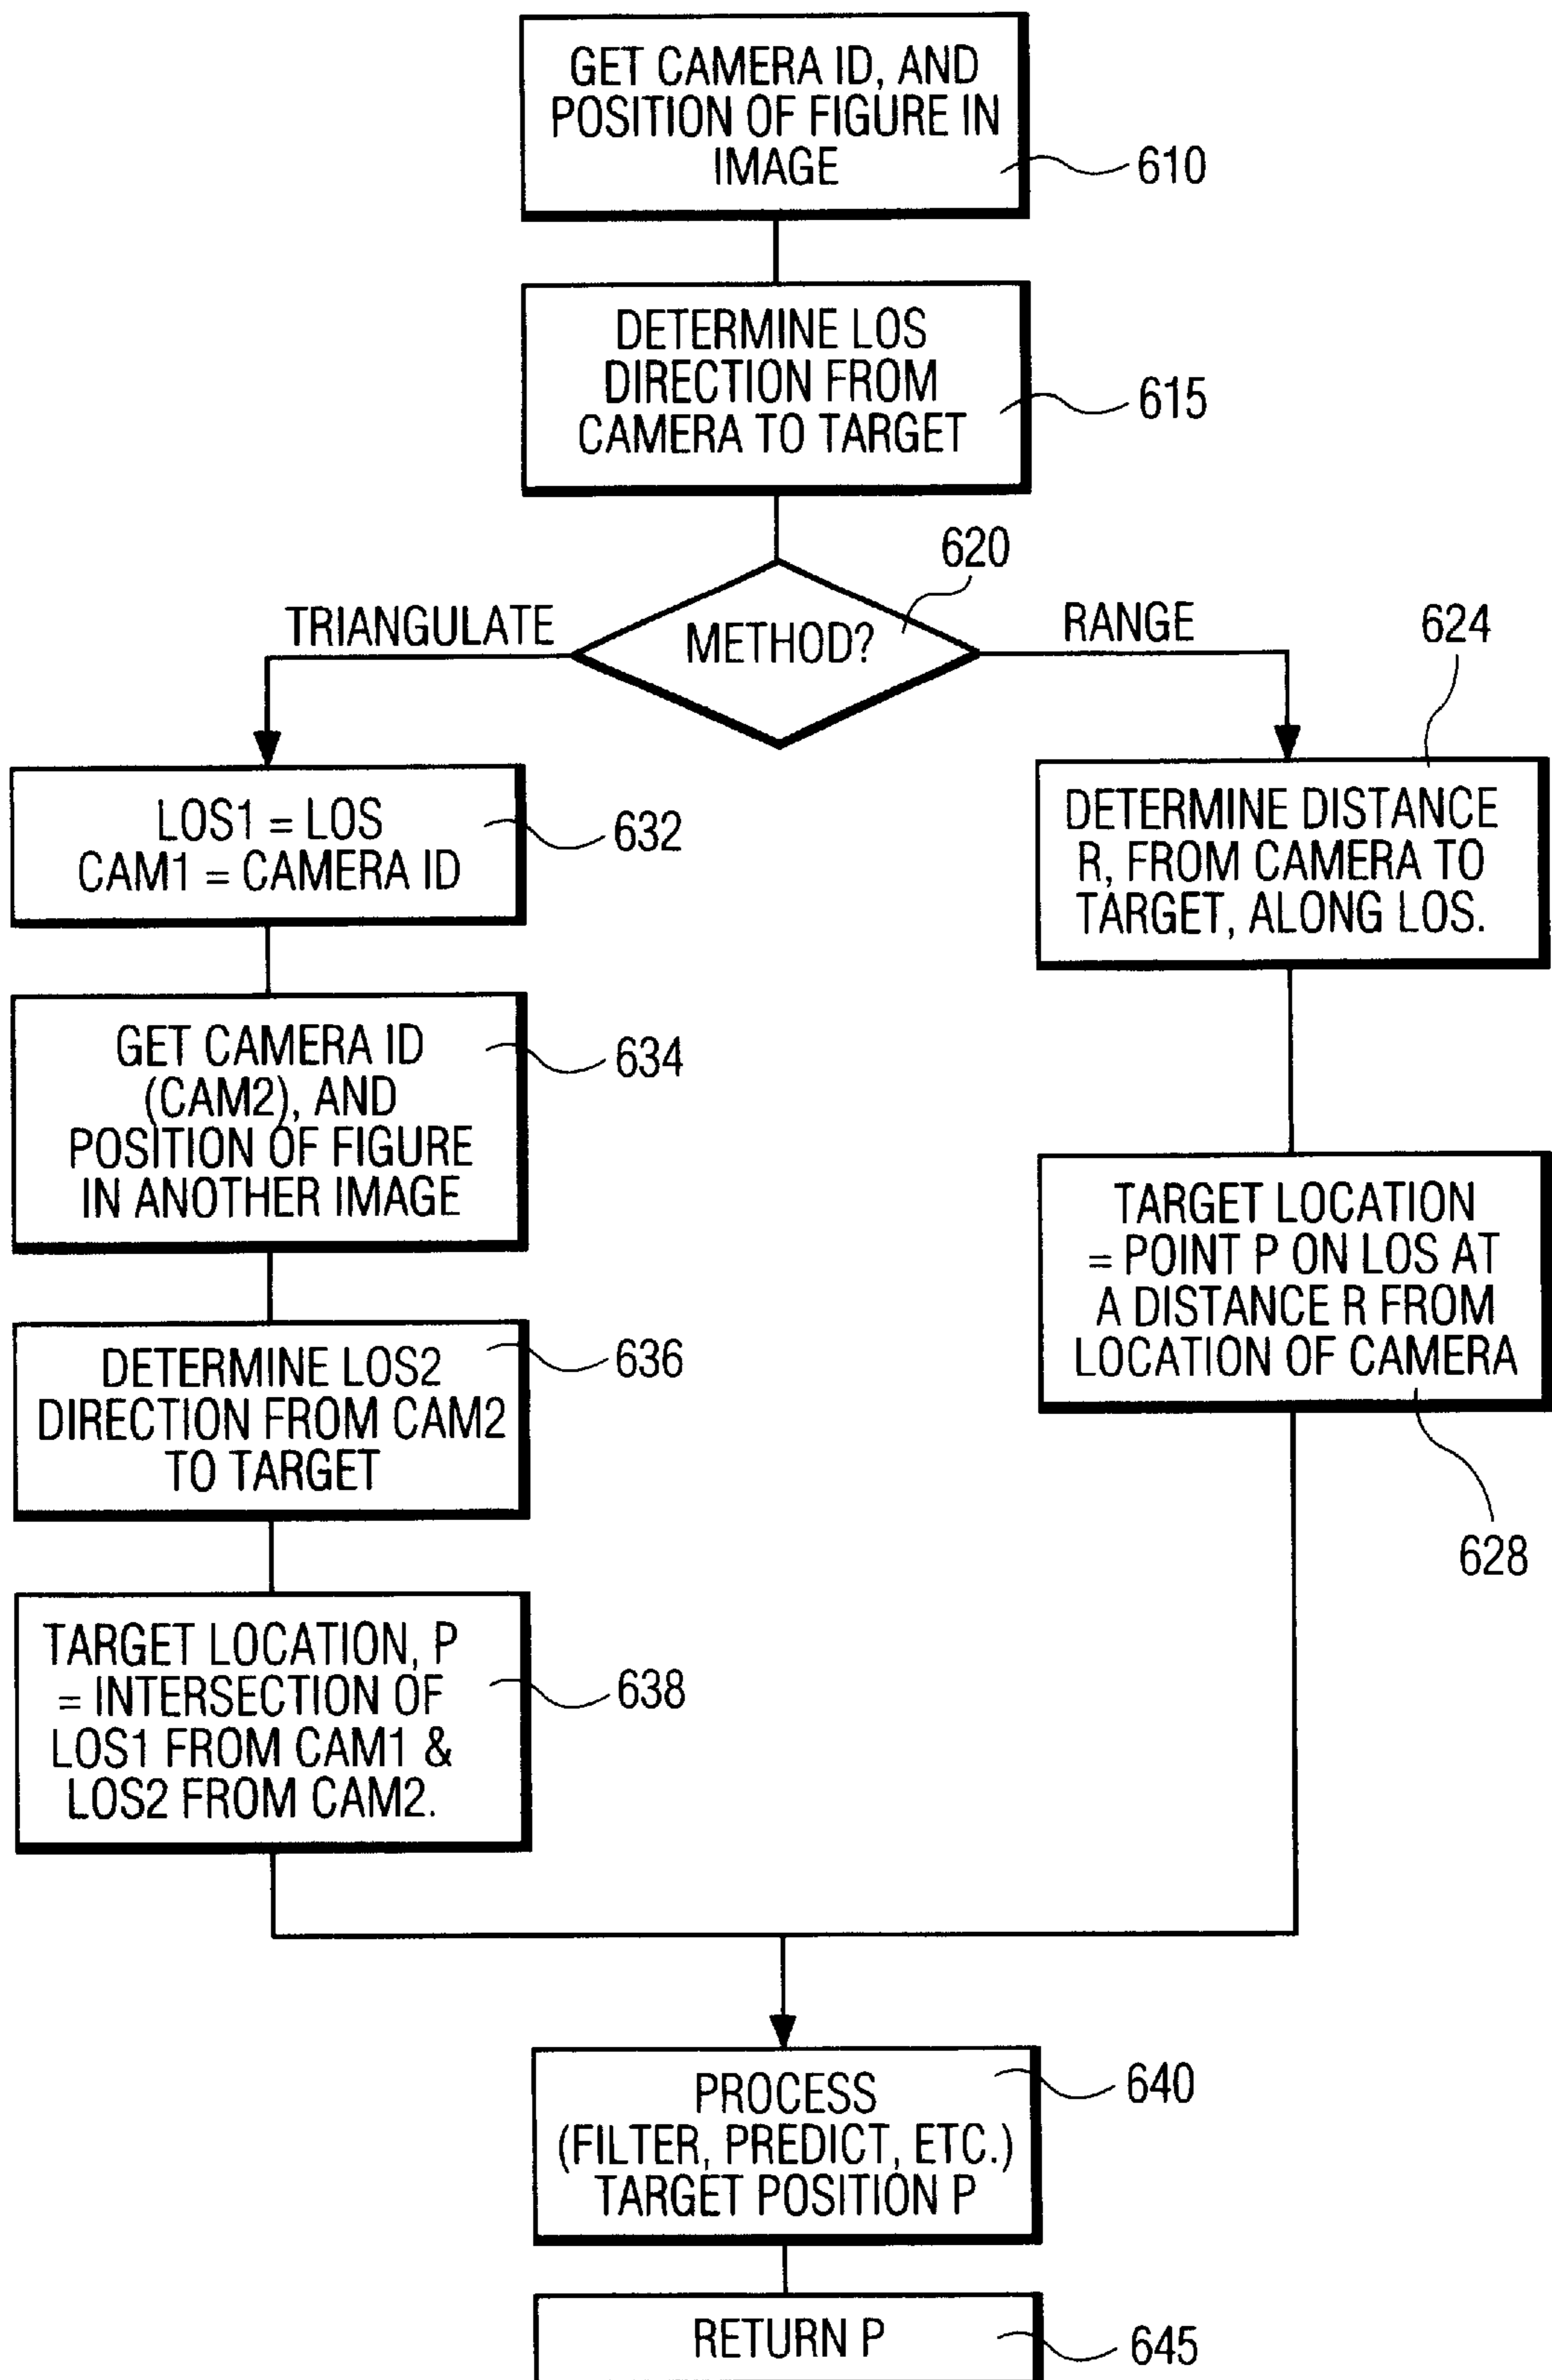 GET CAMERA ID, AND
POSITION OF FIGURE IN
IMAGE
610
DETERMINE LOS
DIRECTION FROM
CAMERA TO TARGET
615
620
METHOD?
TRIANGULATE
RANGE
LOS1 = LOS
CAM1 = CAMERA ID
632
GET CAMERA ID
(CAM2), AND
POSITION OF FIGURE
IN ANOTHER IMAGE
634
DETERMINE LOS2
DIRECTION FROM CAM2
TO TARGET
636
TARGET LOCATION, P
= INTERSECTION OF
LOS1 FROM CAM1 &
LOS2 FROM CAM2.
638
624
DETERMINE DISTANCE
R, FROM CAMERA TO
TARGET, ALONG LOS.
TARGET LOCATION
= POINT P ON LOS AT
A DISTANCE R FROM
LOCATION OF CAMERA
628
PROCESS
(FILTER, PREDICT, ETC.)
TARGET POSITION P
640
RETURN P
645